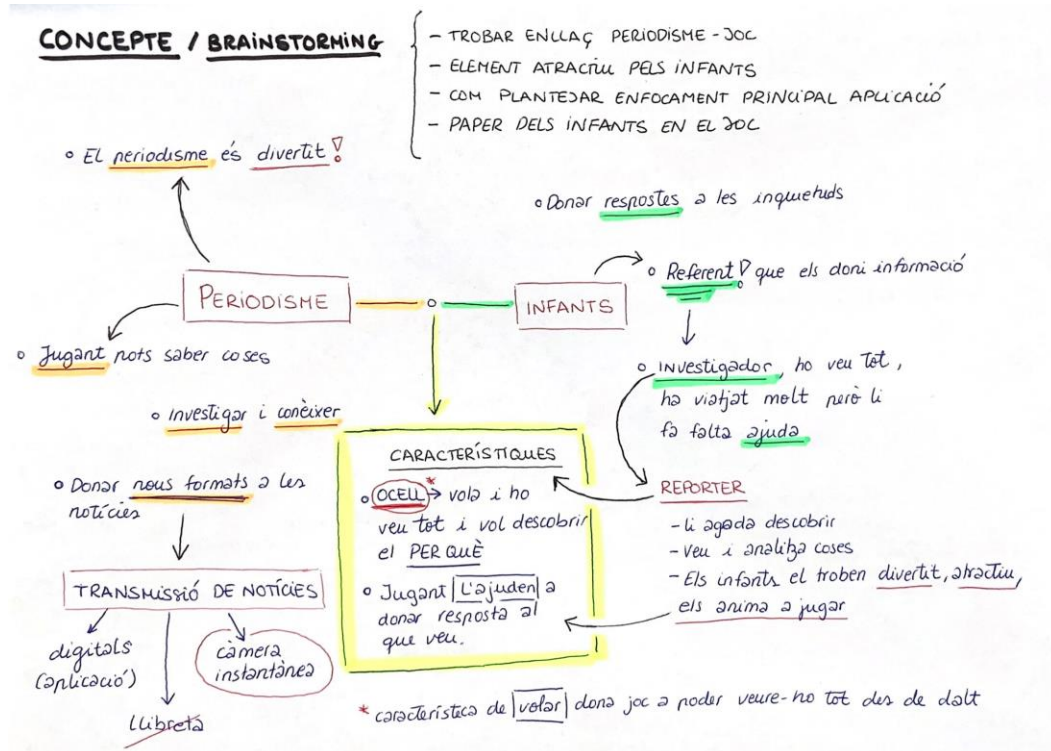 CONCEPTE / BRAINSTORMING
- TROBAR ENLLAÇ PERIODISME - JOC
- ELEMENT ATRACTIU PELS INFANTS
- COM PLANTEJAR ENFOCAMENT PRINCIPAL APLICACIÓ
- PAPER DELS INFANTS EN EL JOC
El periodisme és divertit!
Donar respostes a les inquietuds
Referent! que els doni informació
PERIODISME
INFANTS
Jugant pots saber coses
Investigador, ho veu tot,
ha viatjat molt però li
fa falta ajuda
Investigar i conèixer
Donar nous formats a les
notícies
CARACTERÍSTIQUES
OCELL* → vola i ho
veu tot i vol descobrir
el PER QUÈ
Jugant L'ajuden a
donar resposta al
que veu.
REPORTER
- li agada descobrir
- Veu i analitza coses
- Els infants el troben divertit, atractiu,
els anima a jugar
TRANSMISSIÓ DE NOTÍCIES
digitals
(aplicació)
càmera
instantànea
Llibreta
* característica de volar dona joc a poder veure-ho tot des de dalt